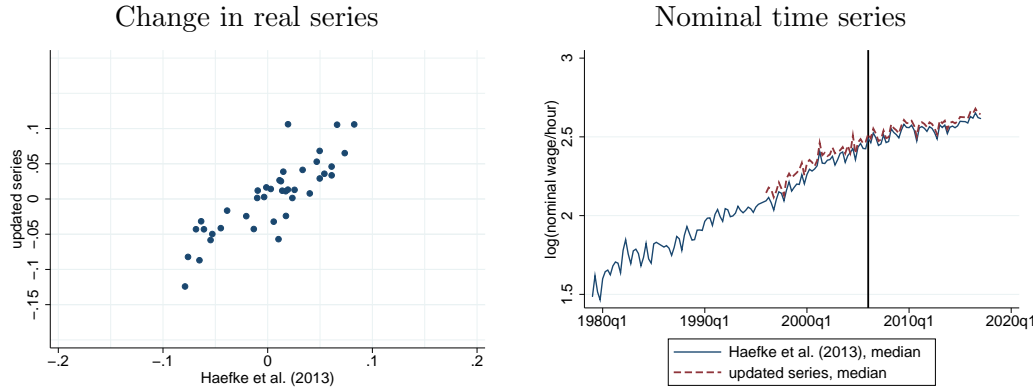 Change in real series
updated series
.1
.05
0
-.05
-.1
-.15
-.2
-.1
0
.1
.2
Haefke et al. (2013)
Nominal time series
log(nominal wage/hour)
3
2.5
2
1.5
1980q1
1990q1
2000q1
2010q1
2020q1
Haefke et al. (2013), median
updated series, median